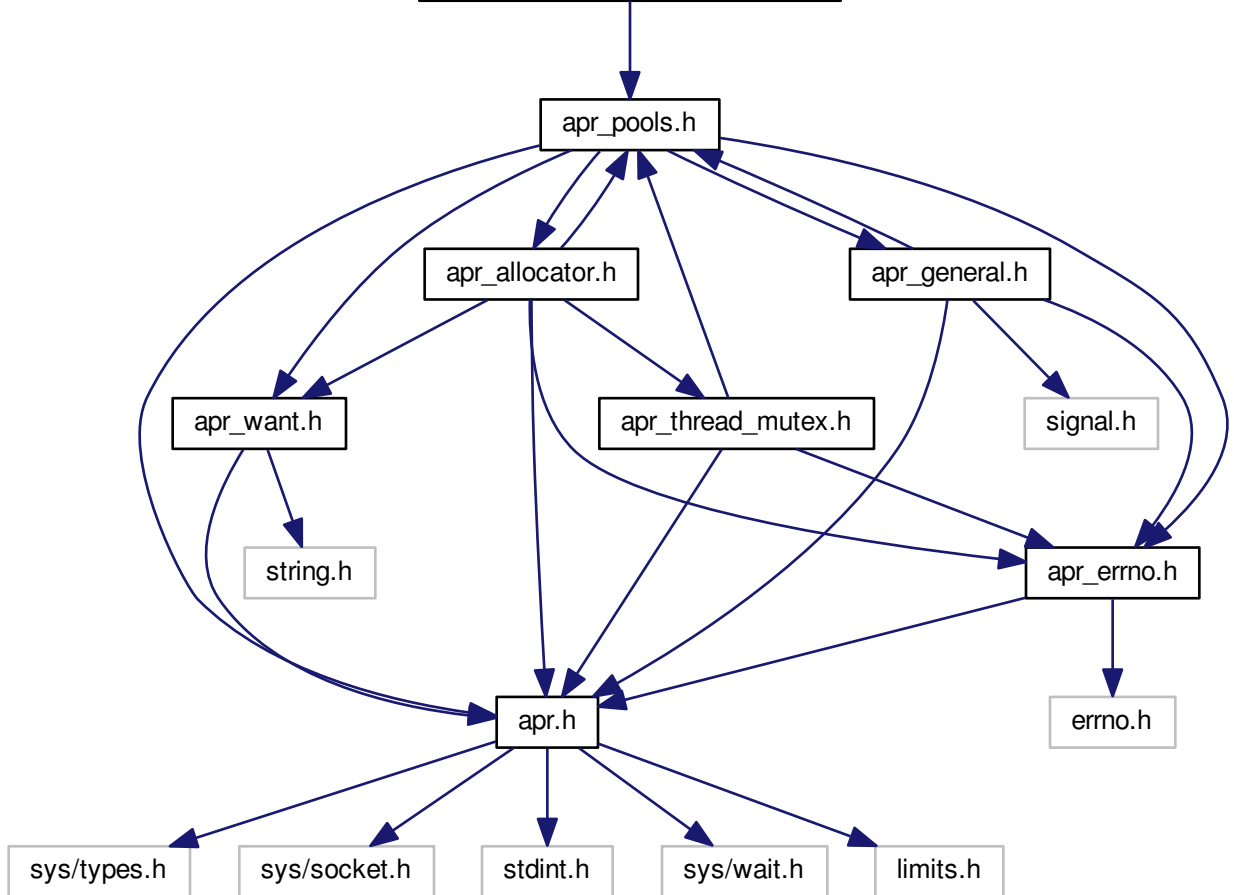 apr_pools.h
apr_allocator.h
apr_general.h
apr_want.h
apr_thread_mutex.h
signal.h
string.h
apr_errno.h
apr.h
errno.h
sys/types.h
sys/socket.h
stdint.h
sys/wait.h
limits.h